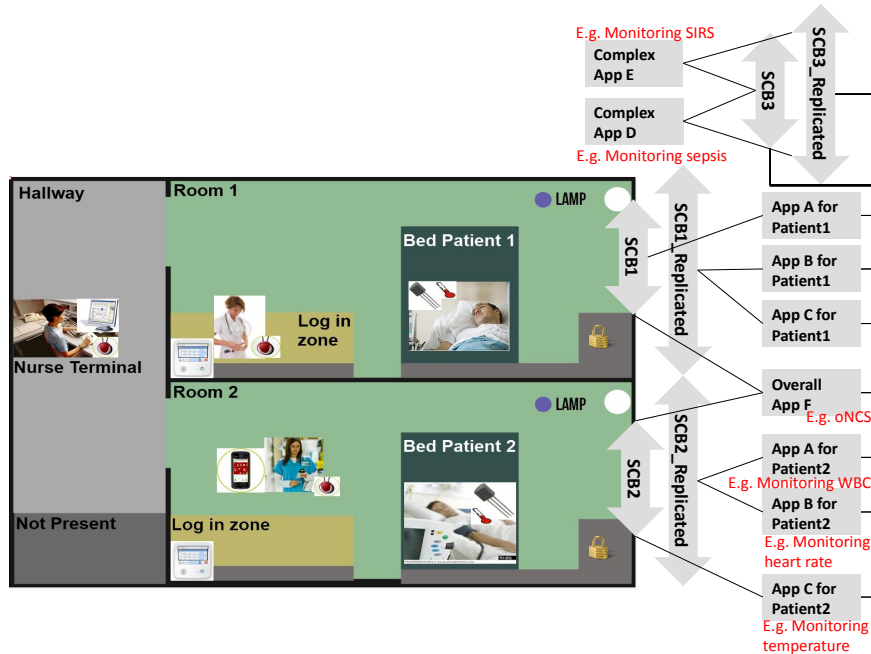 E.g. Monitoring SIRS
Complex
App E
Complex
App D
E.g. Monitoring sepsis
SCB3
SCB3_Replicated
Hallway
Nurse Terminal
Not Present
Room 1
LAMP
Bed Patient 1
Log in
zone
Room 2
LAMP
Bed Patient 2
Log in zone
SCB1
SCB1_Replicated
SCB2
SCB2_Replicated
App A for
Patient1
App B for
Patient1
App C for
Patient1
Overall
App F
E.g. oNCS
App A for
Patient2
E.g. Monitoring WBC
App B for
Patient2
E.g. Monitoring
heart rate
App C for
Patient2
E.g. Monitoring
temperature